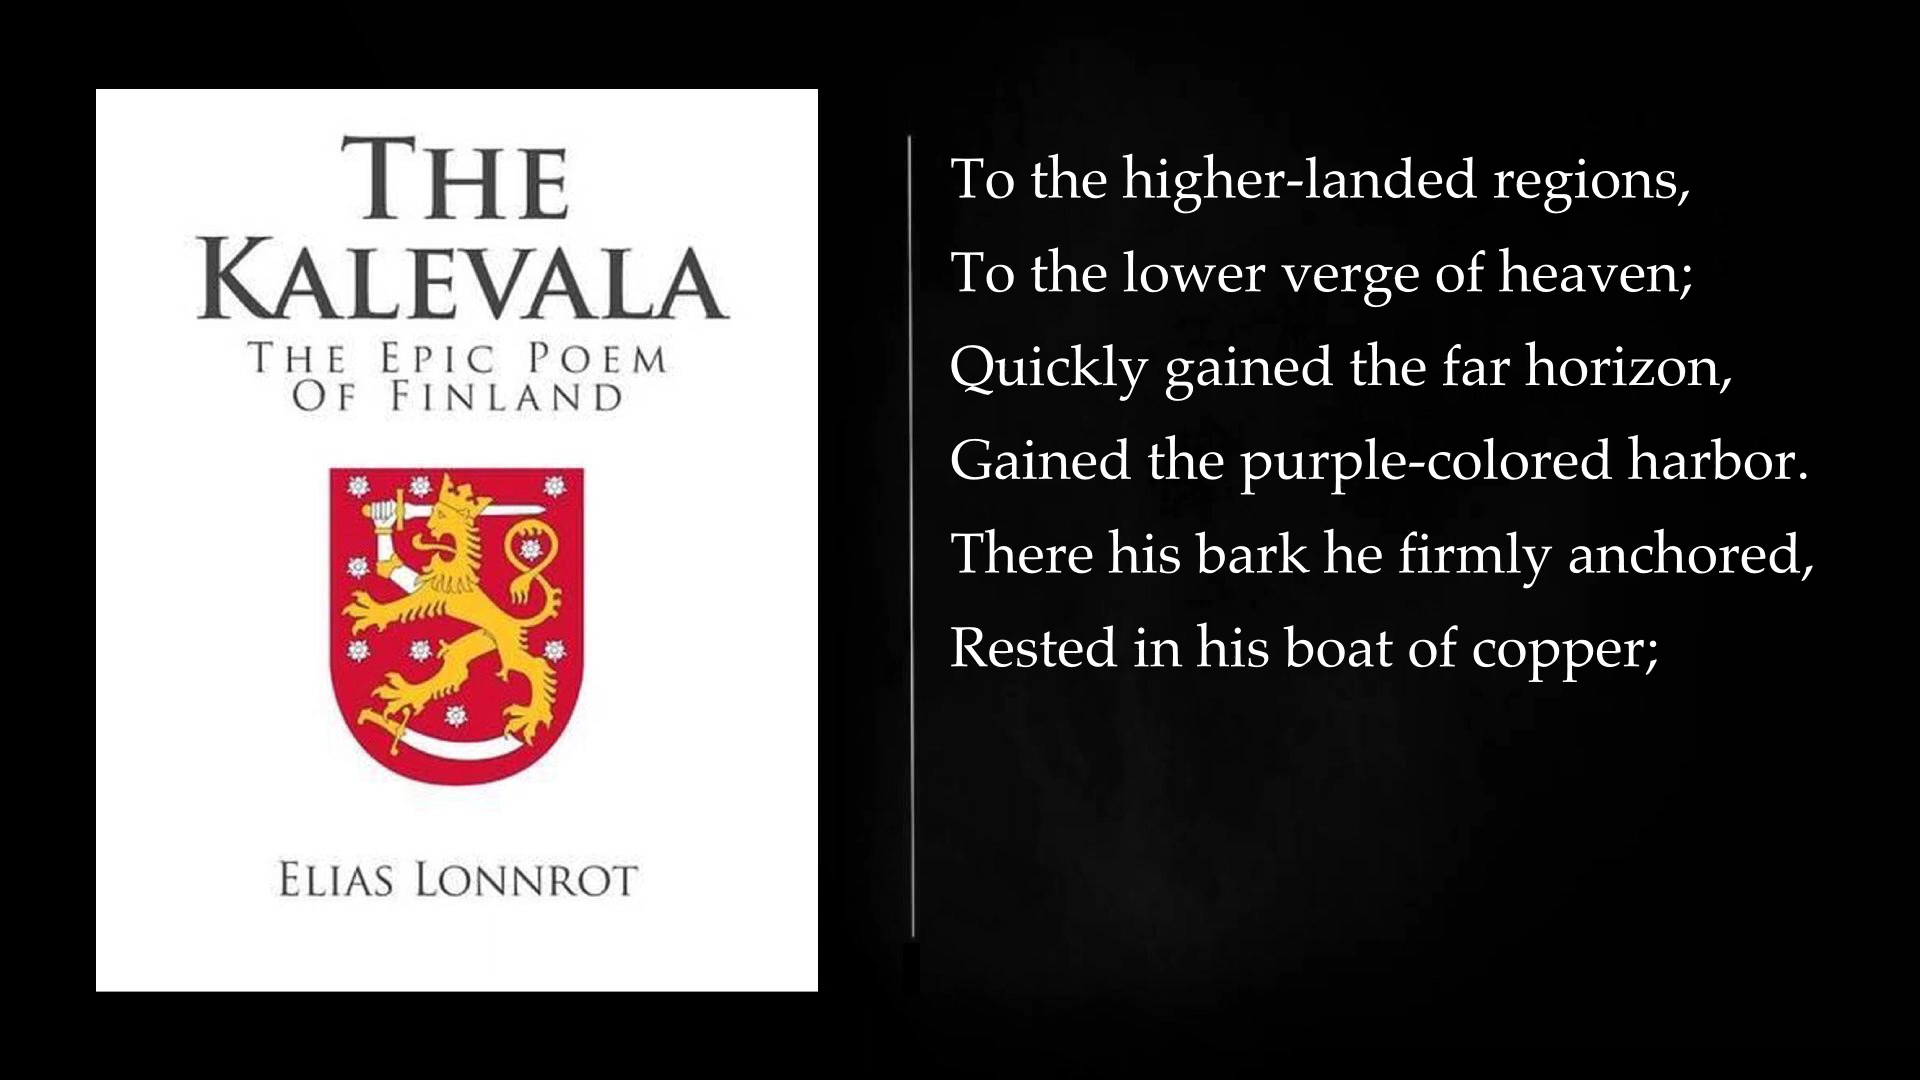 THE
KALEVALA
THE EPIC POEM
OF FINLAND
ELIAS LONNROT
To the higher-landed regions,
To the lower verge of heaven;
Quickly gained the far horizon,
Gained the purple-colored harbor.
There his bark he firmly anchored,
Rested in his boat of copper;